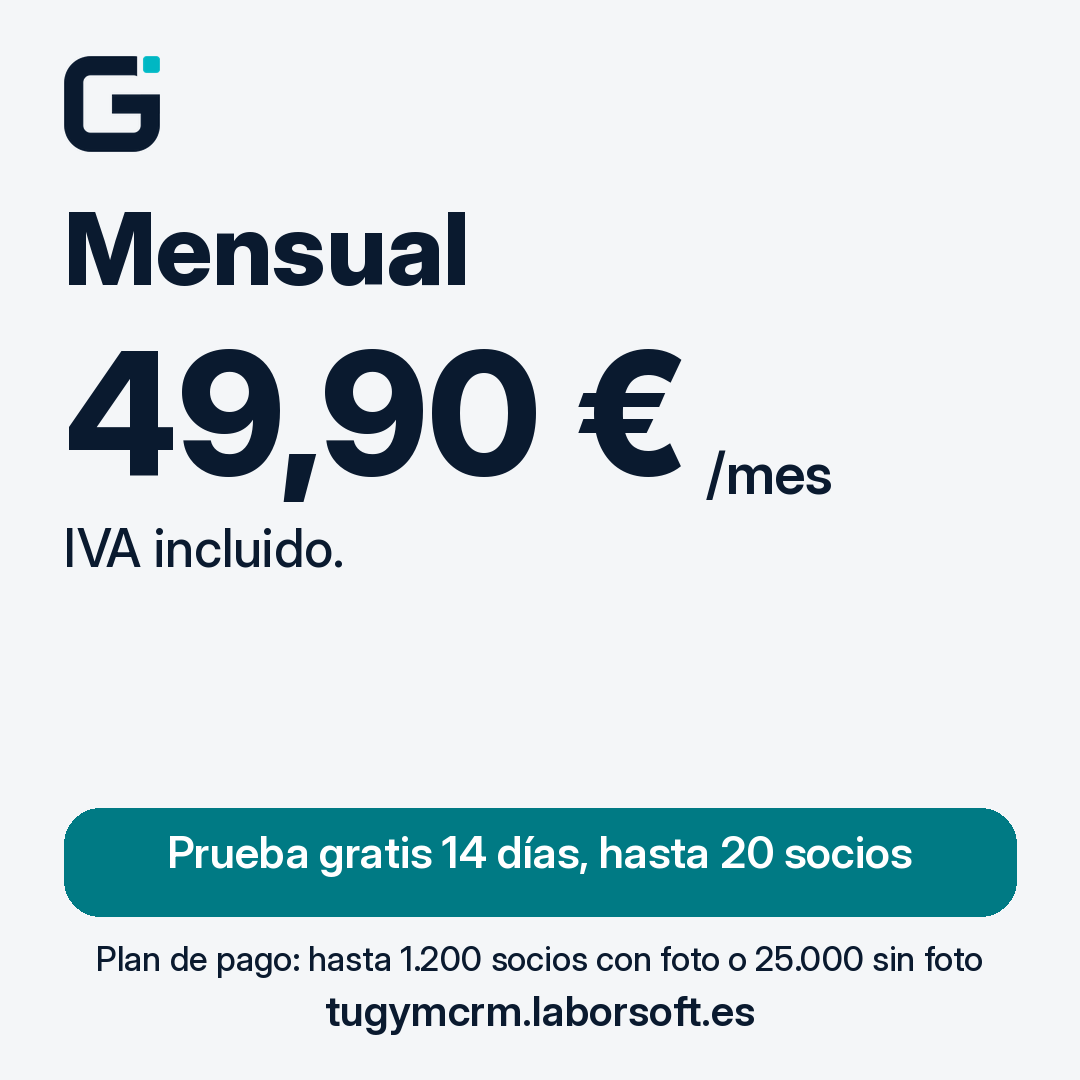 Mensual
49,90 € /mes
IVA incluido.
Prueba gratis 14 días, hasta 20 socios
Plan de pago: hasta 1.200 socios con foto o 25.000 sin foto
tugymcrm.laborsoft.es